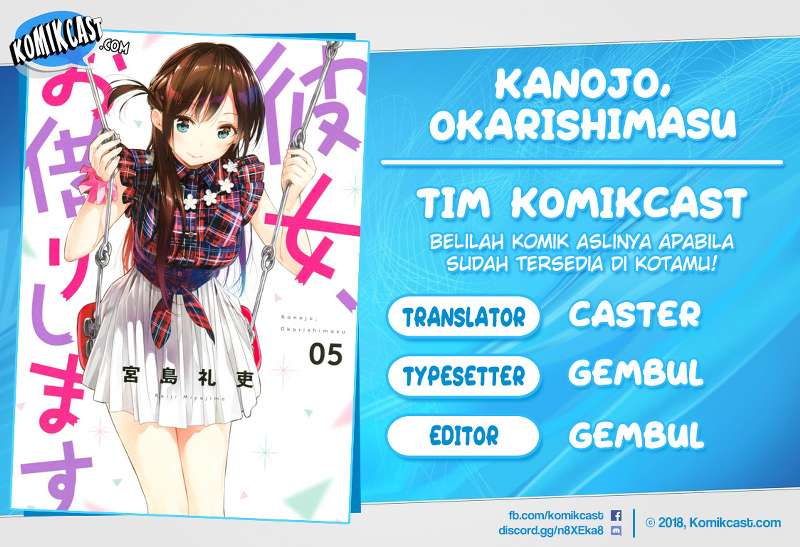 KOMIKCAST.COM
彼女、
お借りします
Kanojo,
Okarishimasu
05
宮島礼吏
Reiji Miyajima
KANOJO,
OKARISHIMASU
TIM KOMIKCAST
BELILAH KOMIK ASLINYA APABILA
SUDAH TERSEDIA DI KOTAMU!
TRANSLATOR CASTER
TYPESETTER GEMBUL
EDITOR GEMBUL
fb.com/komikcast
discord.gg/n8XEka8
© 2018, Komikcast.com